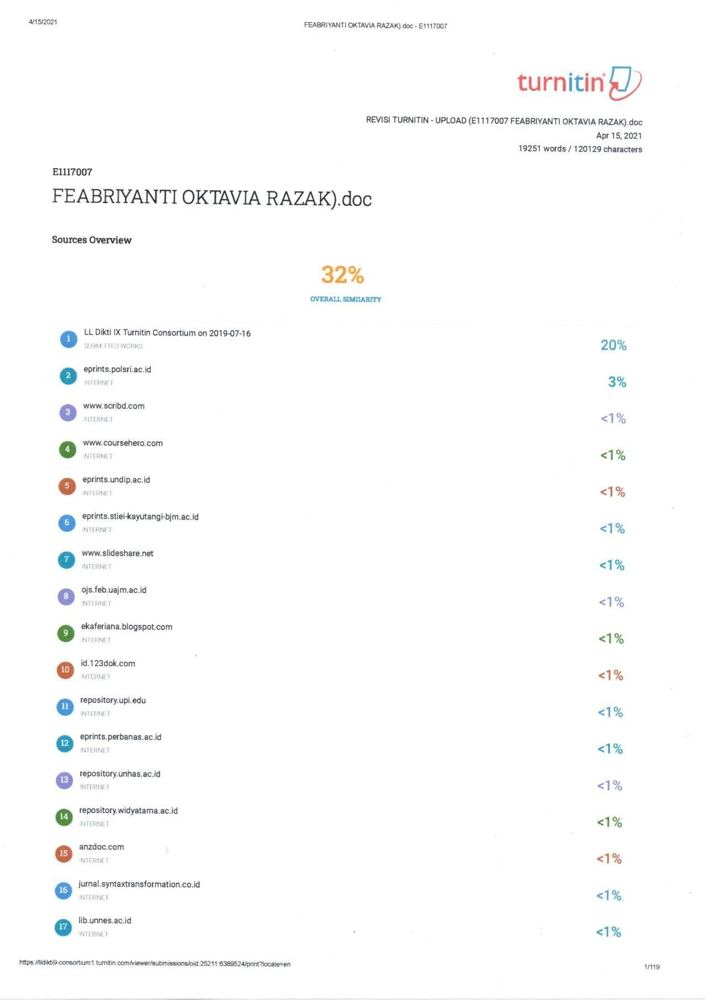 4/15/2021
FEABRIYANTI OKTAVIA RAZAK).doc - E1117007
turnitin
REVISI TURNITIN - UPLOAD (E1117007 FEABRIYANTI OKTAVIA RAZAK).doc
Apr 15, 2021
19251 words / 120129 characters
E1117007
FEABRIYANTI OKTAVIA RAZAK).doc
Sources Overview
32%
OVERALL SIMILARITY
1 LL Dikti IX Turnitin Consortium on 2019-07-16
SUBMITTED WORKS
20%
2 eprints.polsri.ac.id
INTERNET
3%
3 www.scribd.com
INTERNET
<1%
4 www.coursehero.com
INTERNET
<1%
5 eprints.undip.ac.id
INTERNET
<1%
6 eprints.stiei-kayutangi-bjm.ac.id
INTERNET
<1%
7 www.slideshare.net
INTERNET
<1%
8 ojs.feb.uajm.ac.id
INTERNET
<1%
9 ekaferiana.blogspot.com
INTERNET
<1%
10 id.123dok.com
INTERNET
<1%
11 repository.upi.edu
INTERNET
<1%
12 eprints.perbanas.ac.id
INTERNET
<1%
13 repository.unhas.ac.id
INTERNET
<1%
14 repository.widyatama.ac.id
INTERNET
<1%
15 anzdoc.com
INTERNET
<1%
16 jurnal.syntaxtransformation.co.id
INTERNET
<1%
17 lib.unnes.ac.id
INTERNET
<1%
https://lldikti9-consortium1.turnitin.com/viewer/submissions/oid:25211:6389524/print?locale=en
1/119